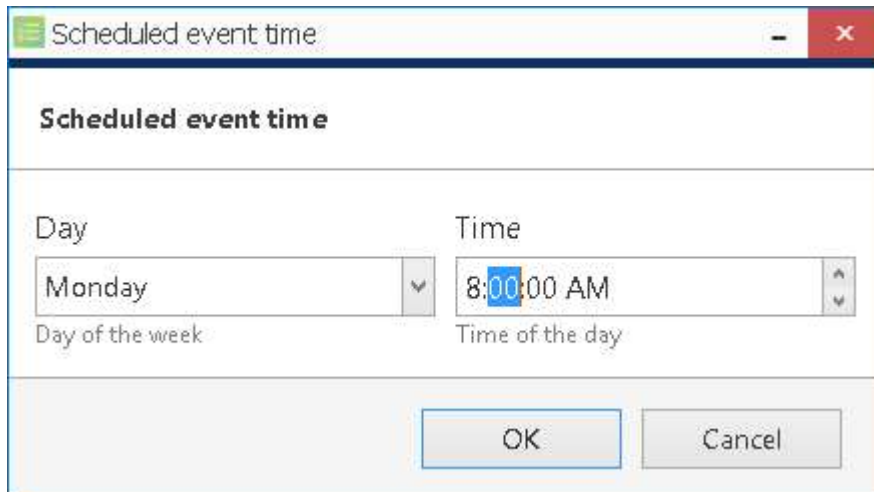 Scheduled event time
Scheduled event time
Day
Time
Monday
8:00:00 AM
Day of the week
Time of the day
OK
Cancel